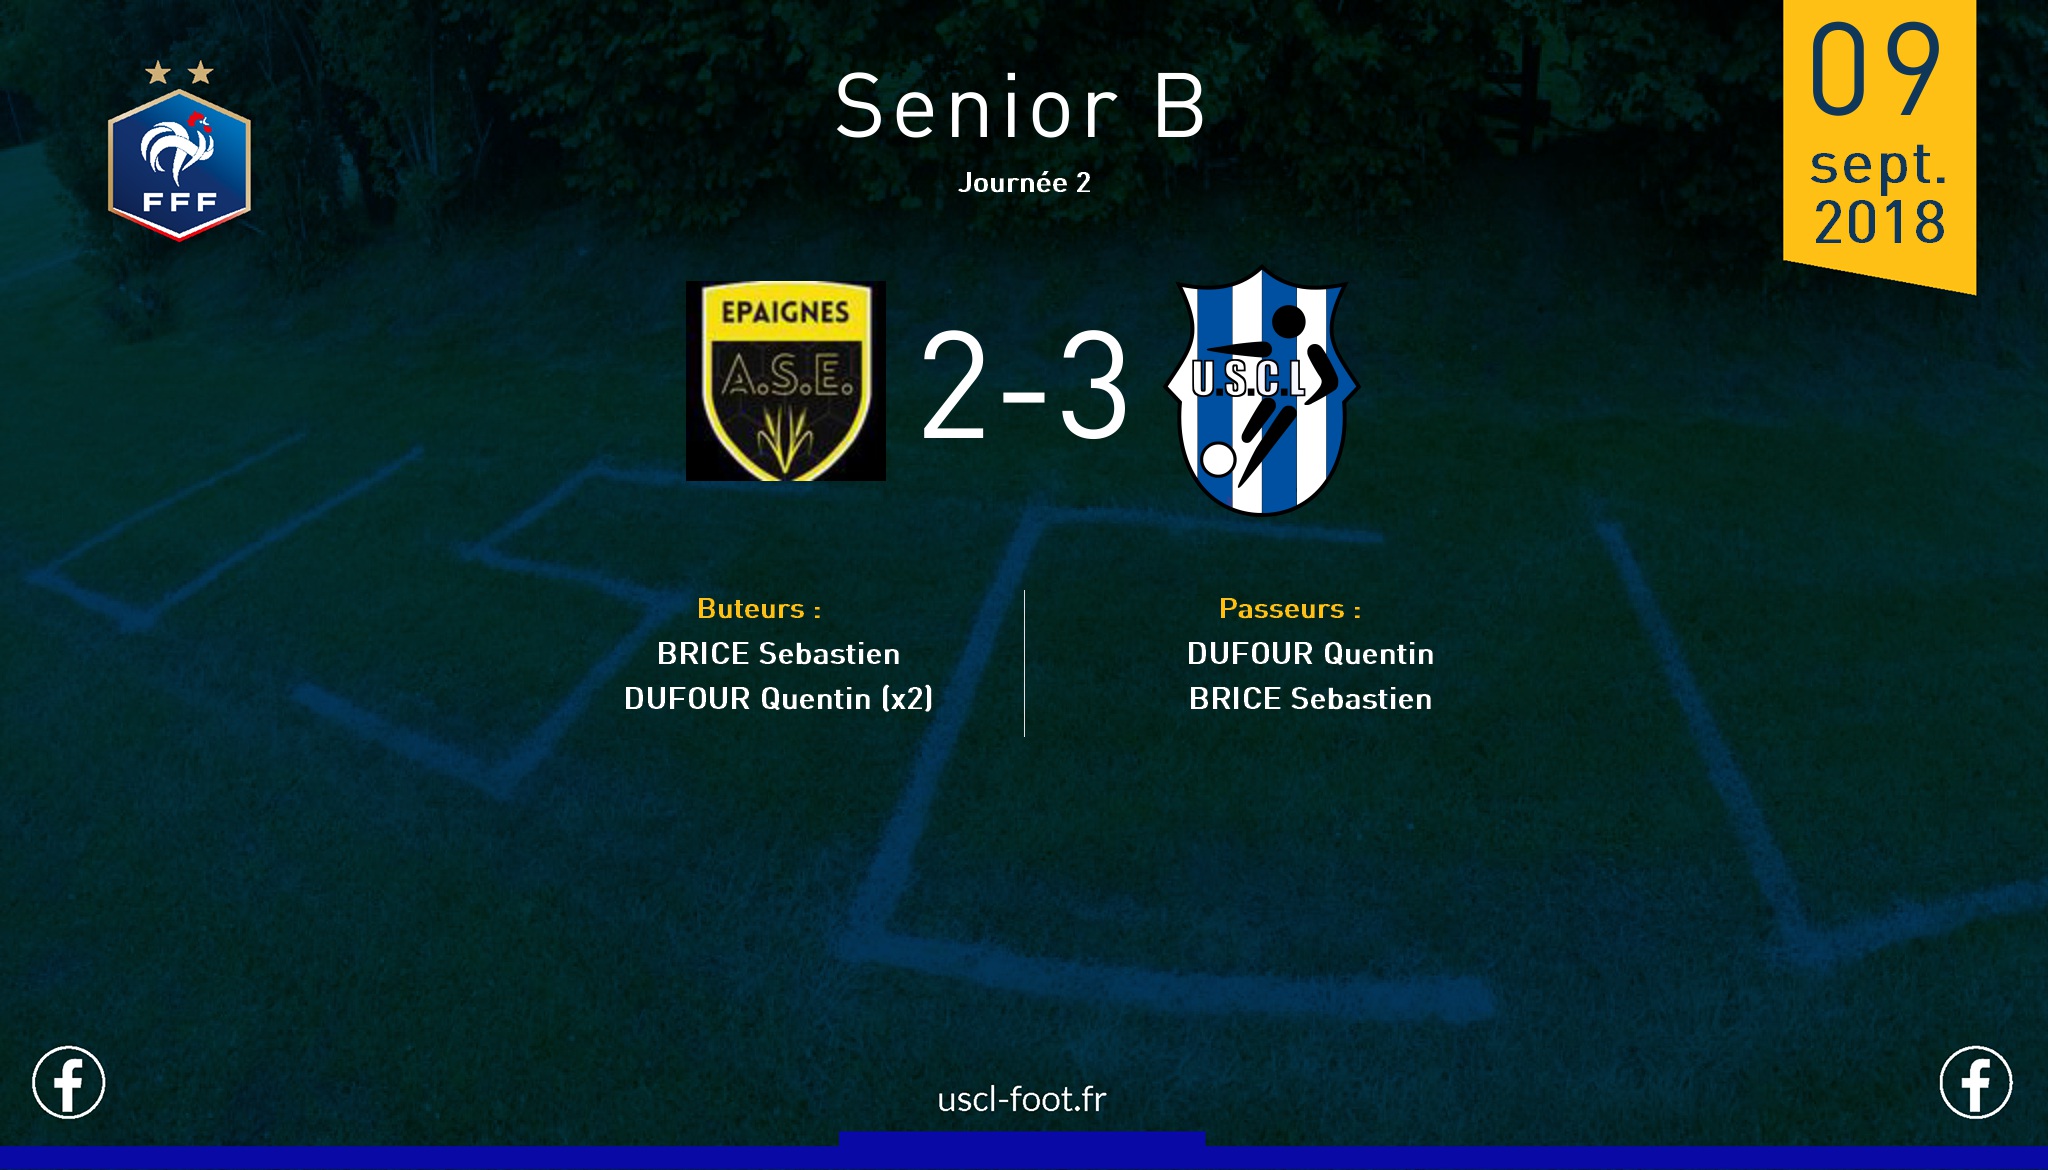 Senior B
Journée 2
09
sept.
2018
FFF
EPAIGNES
A.S.E.
2-3
U.S.C.L
Buteurs :
BRICE Sebastien
DUFOUR Quentin (x2)
Passeurs :
DUFOUR Quentin
BRICE Sebastien
USCL
uscl-foot.fr